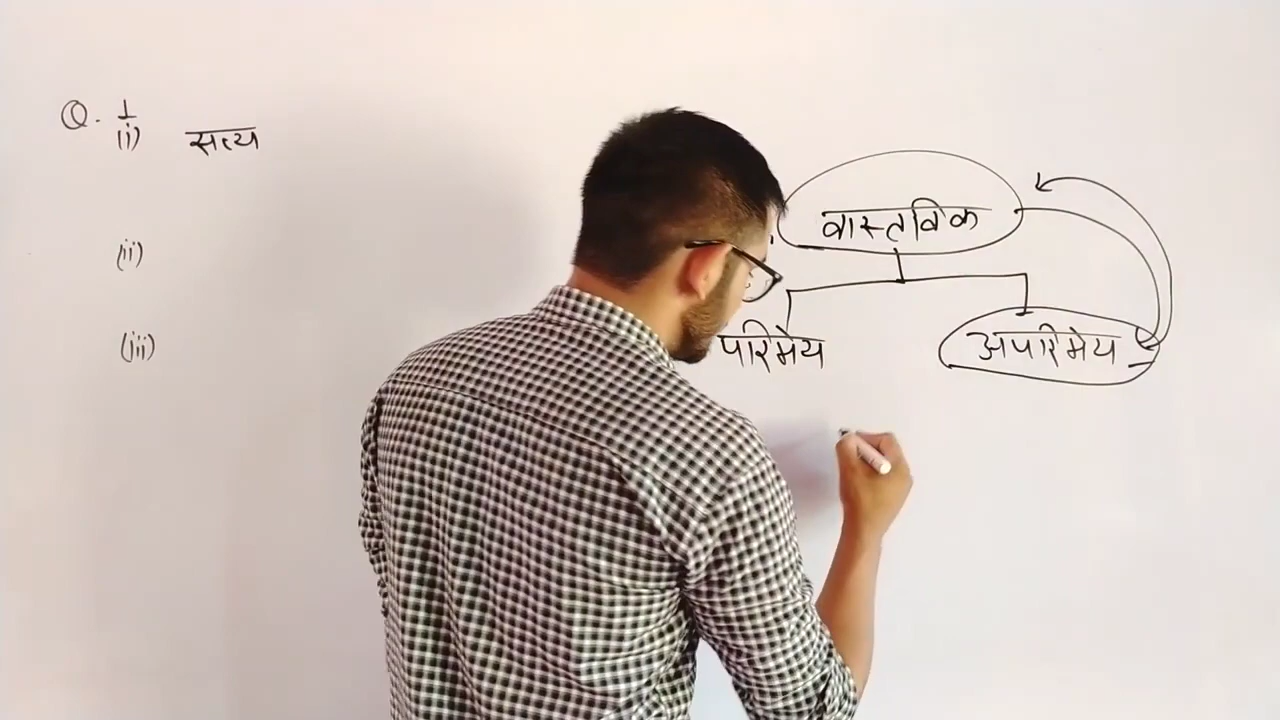 Q. 1
(i) सत्य
(ii)
(iii)
वास्तविक
परिमेय अपरिमेय